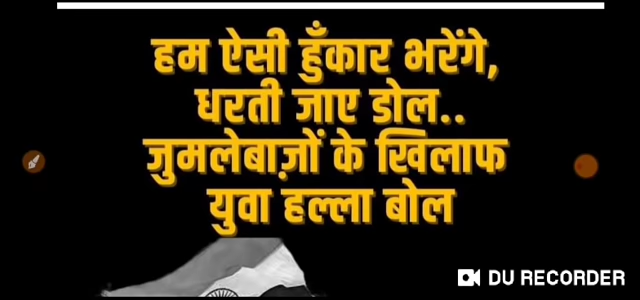 हम ऐसी हुँकार भरेंगे,
धरती जाए डोल..
जुमलेबाज़ों के खिलाफ
युवा हल्ला बोल
DU RECORDER